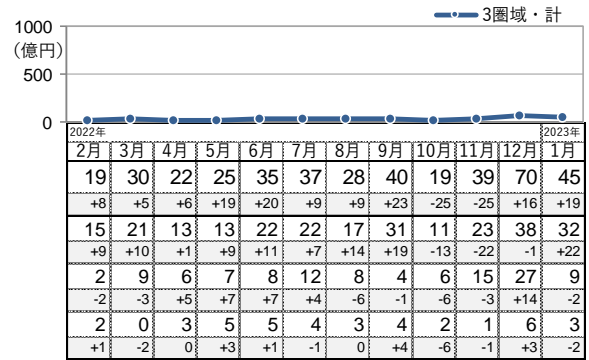 3圏域・計
1000
(億円)
500
0
2022年 2023年
2月 3月 4月 5月 6月 7月 8月 9月 10月 11月 12月 1月
19 30 22 25 35 37 28 40 19 39 70 45
+8 +5 +6 +19 +20 +9 +9 +23 -25 -25 +16 +19
15 21 13 13 22 22 17 31 11 23 38 32
+9 +10 +1 +9 +11 +7 +14 +19 -13 -22 -1 +22
2 9 6 7 8 12 8 4 6 15 27 9
-2 -3 +5 +7 +7 +4 -6 -1 -6 -3 +14 -2
2 0 3 5 5 4 3 4 2 1 6 3
+1 -2 0 +3 +1 -1 0 +4 -6 -1 +3 -2